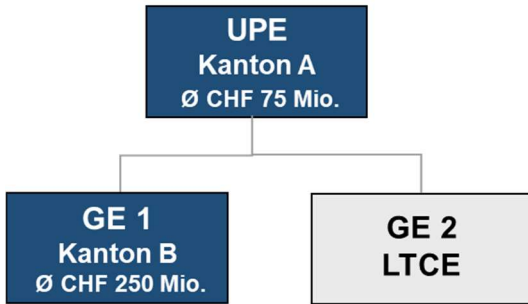 UPE
Kanton A
Ø CHF 75 Mio.
GE 1
Kanton B
Ø CHF 250 Mio.
GE 2
LTCE